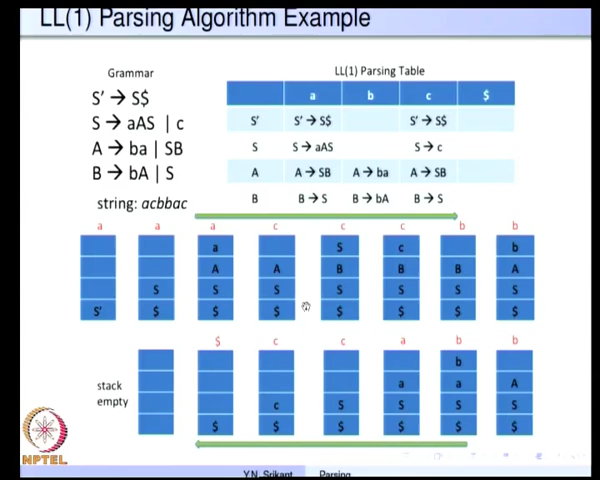 LL(1) Parsing Algorithm Example
Grammar
S' → S$
S → aAS | c
A → ba | SB
B → bA | S
string: acbbac
LL(1) Parsing Table
a b c $
S' S' → S$ S' → S$
S S → aAS S → c
A A → SB A → ba A → SB
B B → S B → bA B → S
a a a c c c b b
a S c b
A A B B B A
S S S S S S S
S' $ $ $ $ $ $ $
$ c c a b b
stack
empty
b
a a A
c S S S S
$ $ $ $ $ $
NPTEL
Y.N. Srikant Parsing